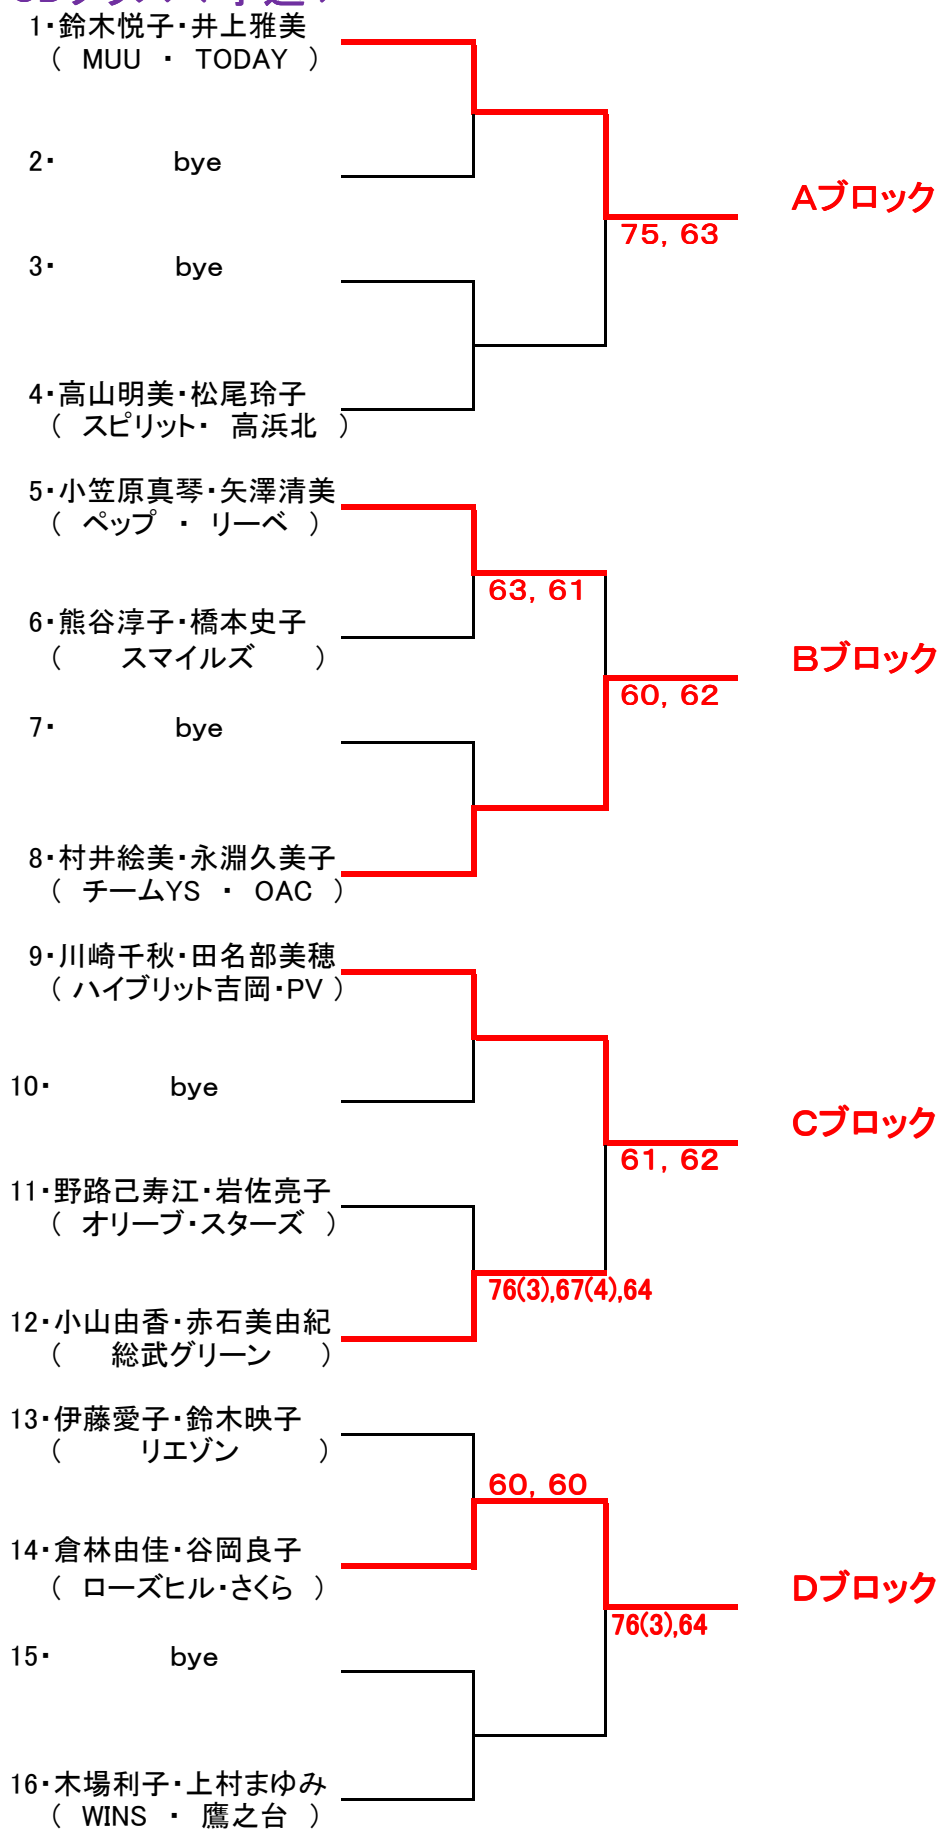 1・鈴木悦子・井上雅美
( MUU ・ TODAY )
2・ bye
Aブロック
75, 63
3・ bye
4・高山明美・松尾玲子
( スピリット・ 高浜北 )
5・小笠原真琴・矢澤清美
( ペップ ・ リーベ )
63, 61
6・熊谷淳子・橋本史子
( スマイルズ )
Bブロック
60, 62
7・ bye
8・村井絵美・永淵久美子
( チームYS ・ OAC )
9・川崎千秋・田名部美穂
( ハイブリット吉岡・PV )
10・ bye
Cブロック
61, 62
11・野路己寿江・岩佐亮子
( オリーブ・スターズ )
76(3),67(4),64
12・小山由香・赤石美由紀
( 総武グリーン )
13・伊藤愛子・鈴木映子
( リエゾン )
60, 60
14・倉林由佳・谷岡良子
( ローズヒル・さくら )
Dブロック
76(3),64
15・ bye
16・木場利子・上村まゆみ
( WINS ・ 鷹之台 )